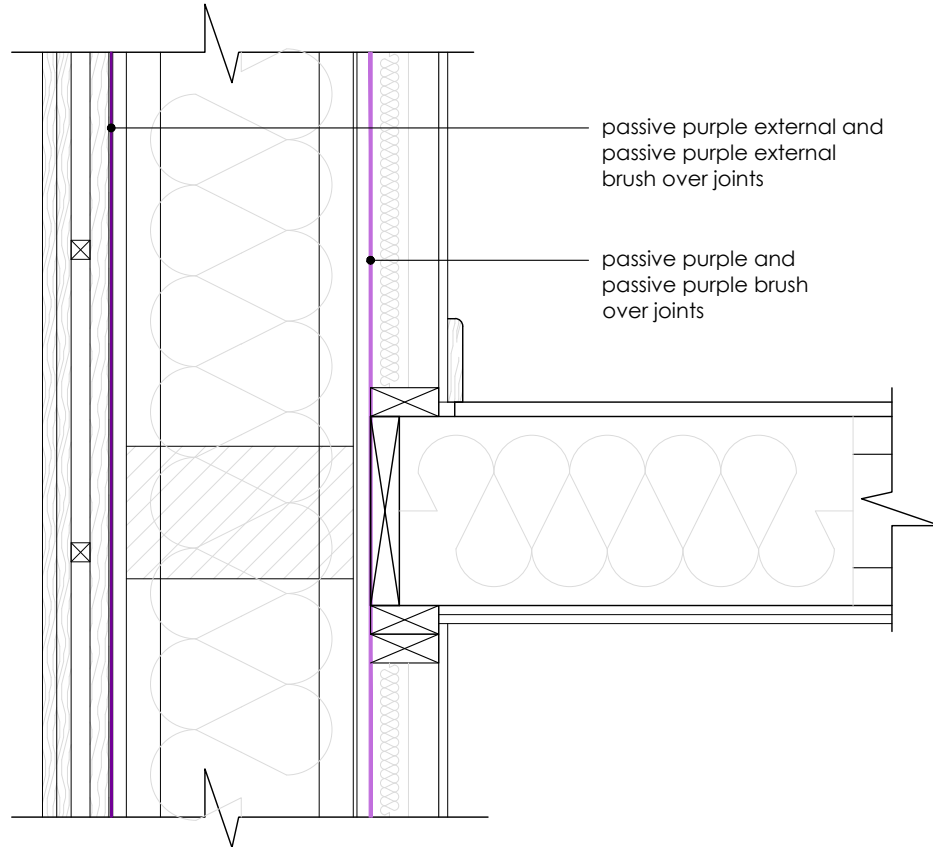 passive purple external and
passive purple external
brush over joints
passive purple and
passive purple brush
over joints